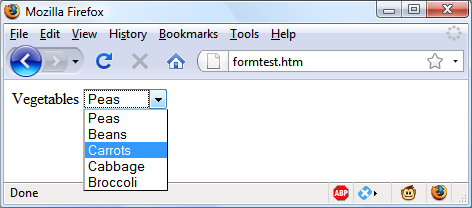 Mozilla Firefox
File Edit View History Bookmarks Tools Help
formtest.htm
Vegetables Peas
Peas
Beans
Carrots
Cabbage
Broccoli
Done ABP